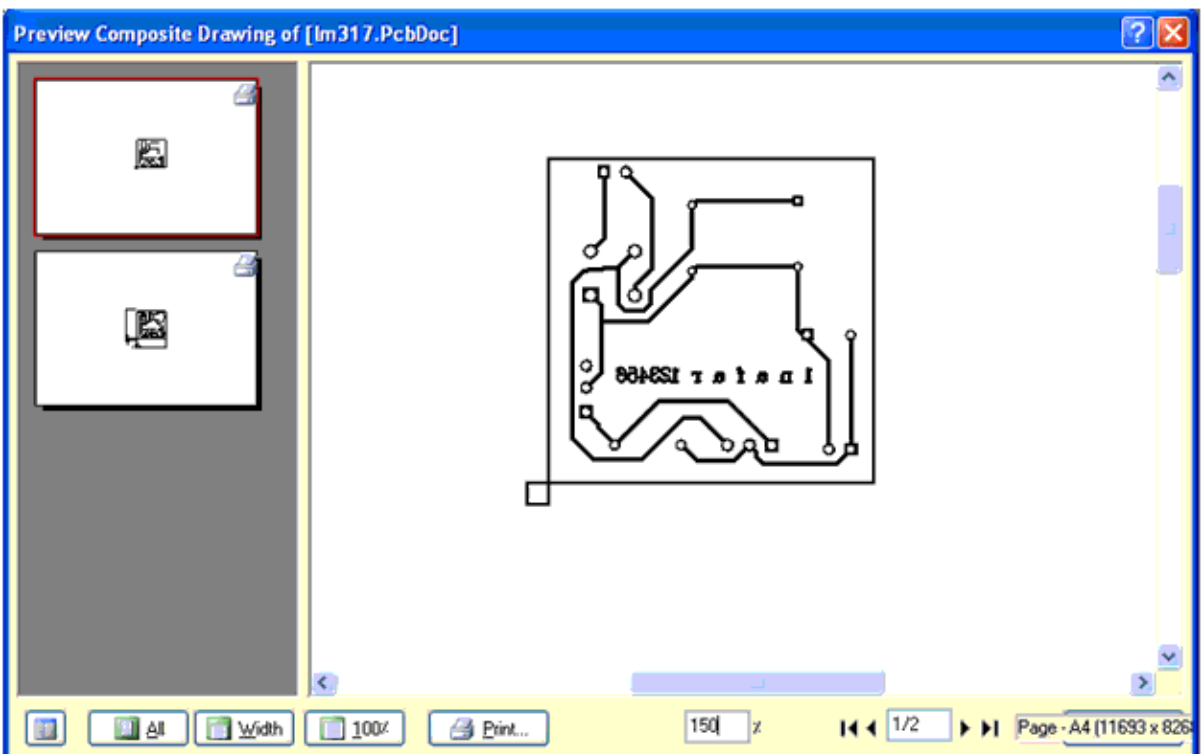 Preview Composite Drawing of [lm317.PcbDoc]
All
Width
100%
Print...
150 %
1/2
Page - A4 (11693 x 826